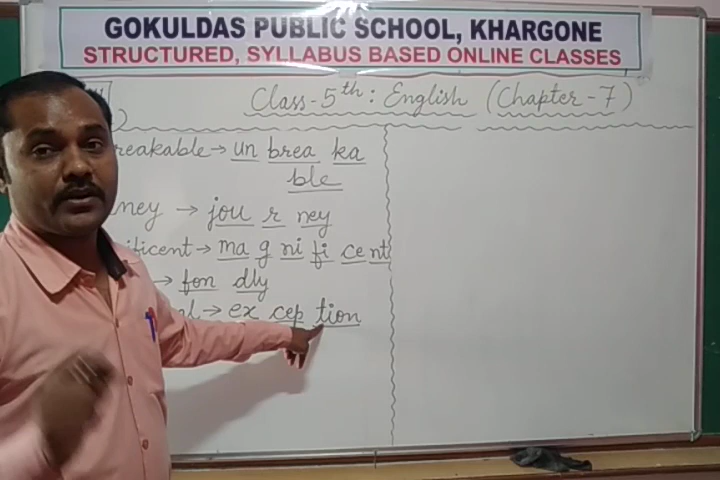 GOKULDAS PUBLIC SCHOOL, KHARGONE
STRUCTURED, SYLLABUS BASED ONLINE CLASSES
Class-5th: English (Chapter-7)
reakable → un brea ka
ble
ney → jou r ney
ificent → ma g ni fi ce nt
→ fon dly
al → ex cep tion